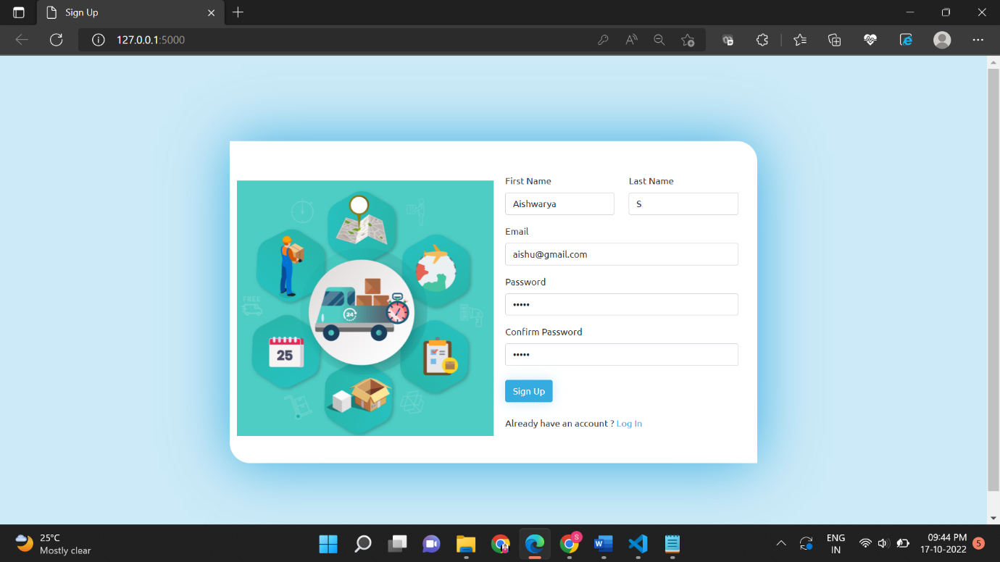 Sign Up
127.0.0.1:5000
First Name
Last Name
Aishwarya
S
Email
aishu@gmail.com
Password
•••••
Confirm Password
•••••
Sign Up
Already have an account ? Log In
FREE
24
25
25°C
Mostly clear
S
ENG
IN
09:44 PM
17-10-2022
5